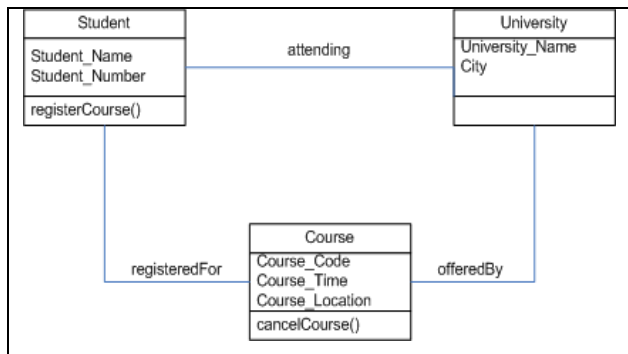 Student
Student_Name
Student_Number
registerCourse()
attending
University
University_Name
City
registeredFor
Course
Course_Code
Course_Time
Course_Location
cancelCourse()
offeredBy